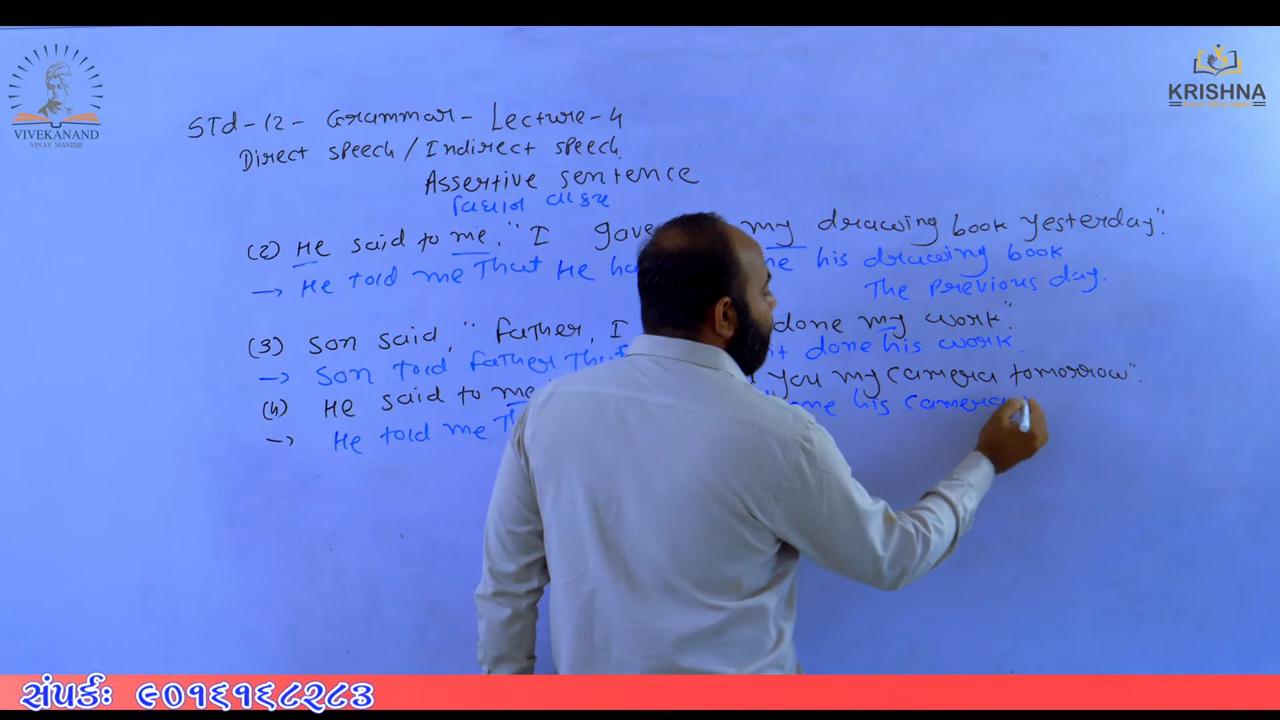 VIVEKANAND
VINAY MANDIR
KRISHNA
STd-12- Grammar- Lecture-4
Direct speech / Indirect speech
Assertive sentence
વિધાન વાક્ય
(2) He said to me, "I gave my drawing book yesterday".
→ He told me That He his drawing book
The previous day.
(3) Son said, "father, I done my work".
→ Son told father That done his work.
(4) He said to me you my camera tomorrow".
→ He told me his camera
સંપર્કઃ ૯૦૧૬૧૬૮૨૮૩